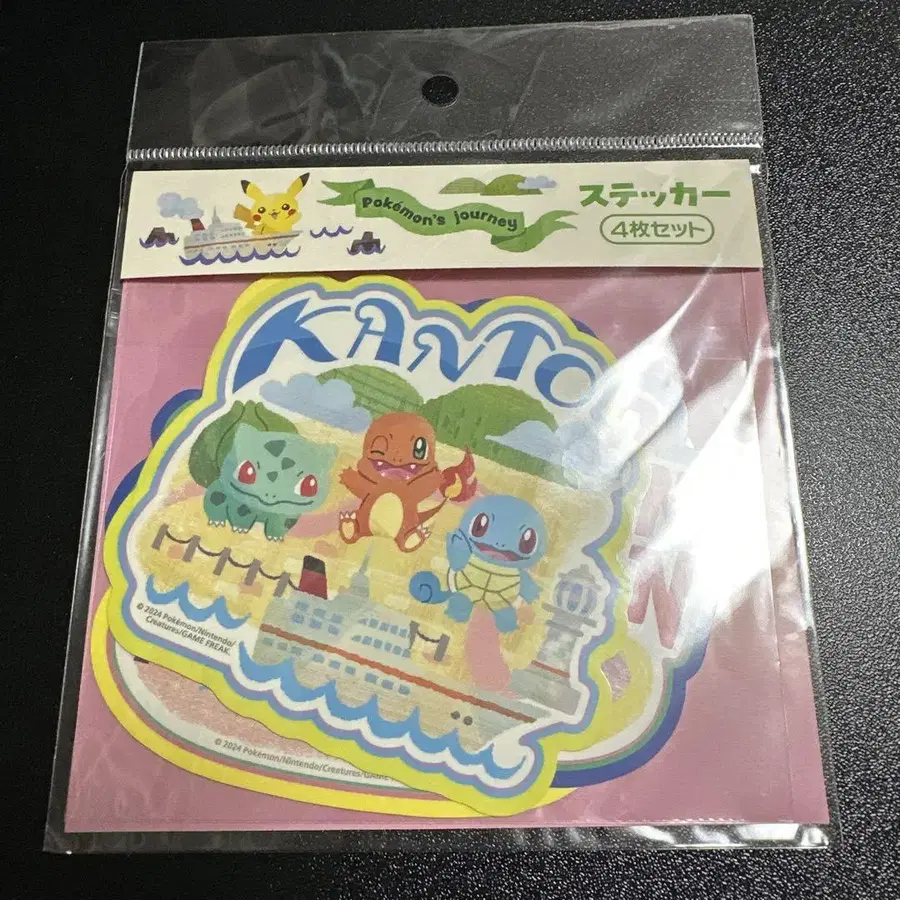 Pokémon's journey
ステッカー
4枚セット
KANTO
© 2024 Pokémon/Nintendo/
Creatures/GAME FREAK.
© 2024 Pokémon/Nintendo/Creatures/GAME